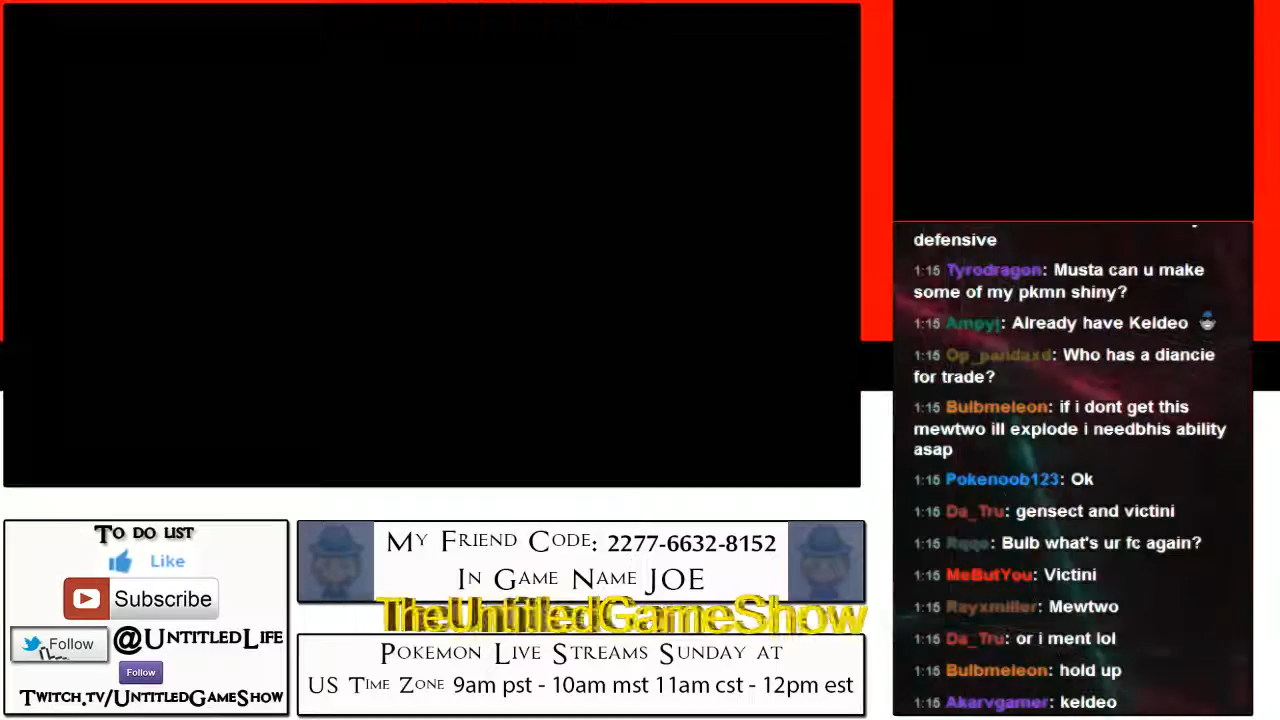 defensive
1:15 Tyrodragon: Musta can u make
some of my pkmn shiny?
1:15 Ampyj: Already have Keldeo
1:15 Op_pandaxd: Who has a diancie
for trade?
1:15 Bulbmeleon: if i dont get this
mewtwo ill explode i needbhis ability
asap
1:15 Pokenoob123: Ok
1:15 Da_Tru: gensect and victini
1:15 : Bulb what's ur fc again?
1:15 MeButYou: Victini
1:15 Rayxmiller: Mewtwo
1:15 Da_Tru: or i ment lol
1:15 Bulbmeleon: hold up
1:15 Akarvgamer: keldeo
To do list
Like
Subscribe
Follow @UntitledLife
Follow
Twitch.tv/UntitledGameShow
My Friend Code: 2277-6632-8152
In Game Name JOE
TheUntitledGameShow
Pokemon Live Streams Sunday at
US Time Zone 9am pst - 10am mst 11am cst - 12pm est